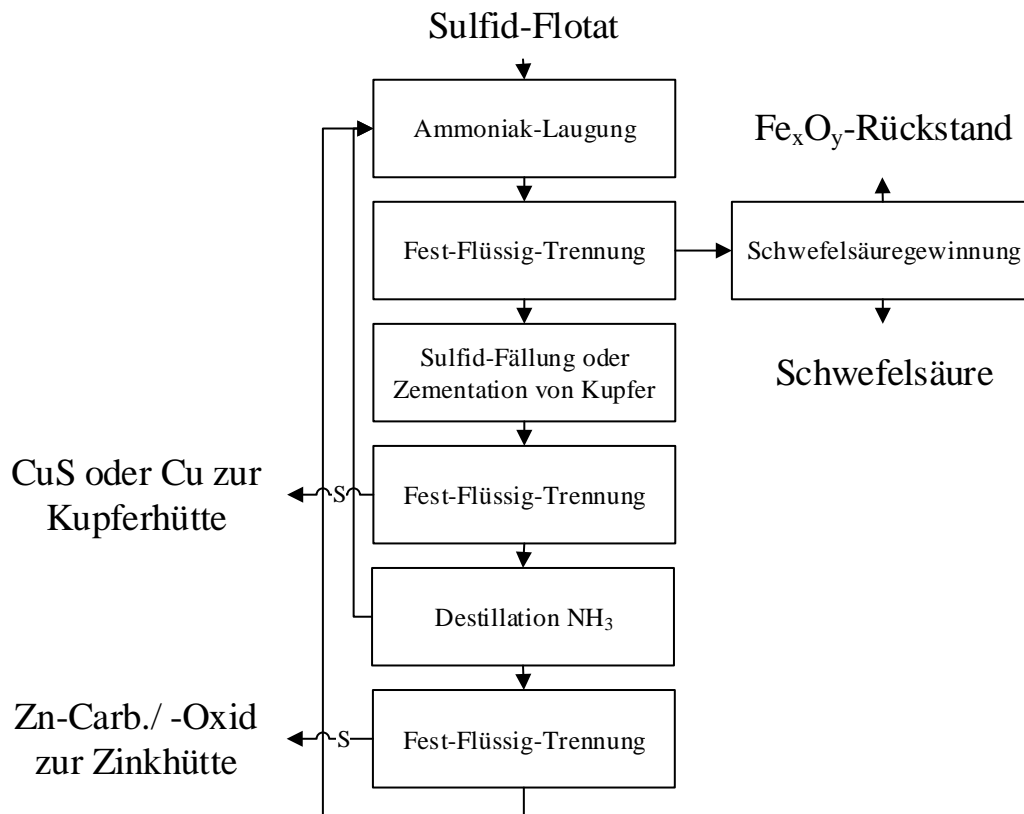 Sulfid-Flotat
Ammoniak-Laugung
FexOy-Rückstand
Fest-Flüssig-Trennung
Schwefelsäuregewinnung
Sulfid-Fällung oder
Zementation von Kupfer
Schwefelsäure
CuS oder Cu zur
Kupferhütte
S
Fest-Flüssig-Trennung
Destillation NH3
Zn-Carb./ -Oxid
zur Zinkhütte
S
Fest-Flüssig-Trennung